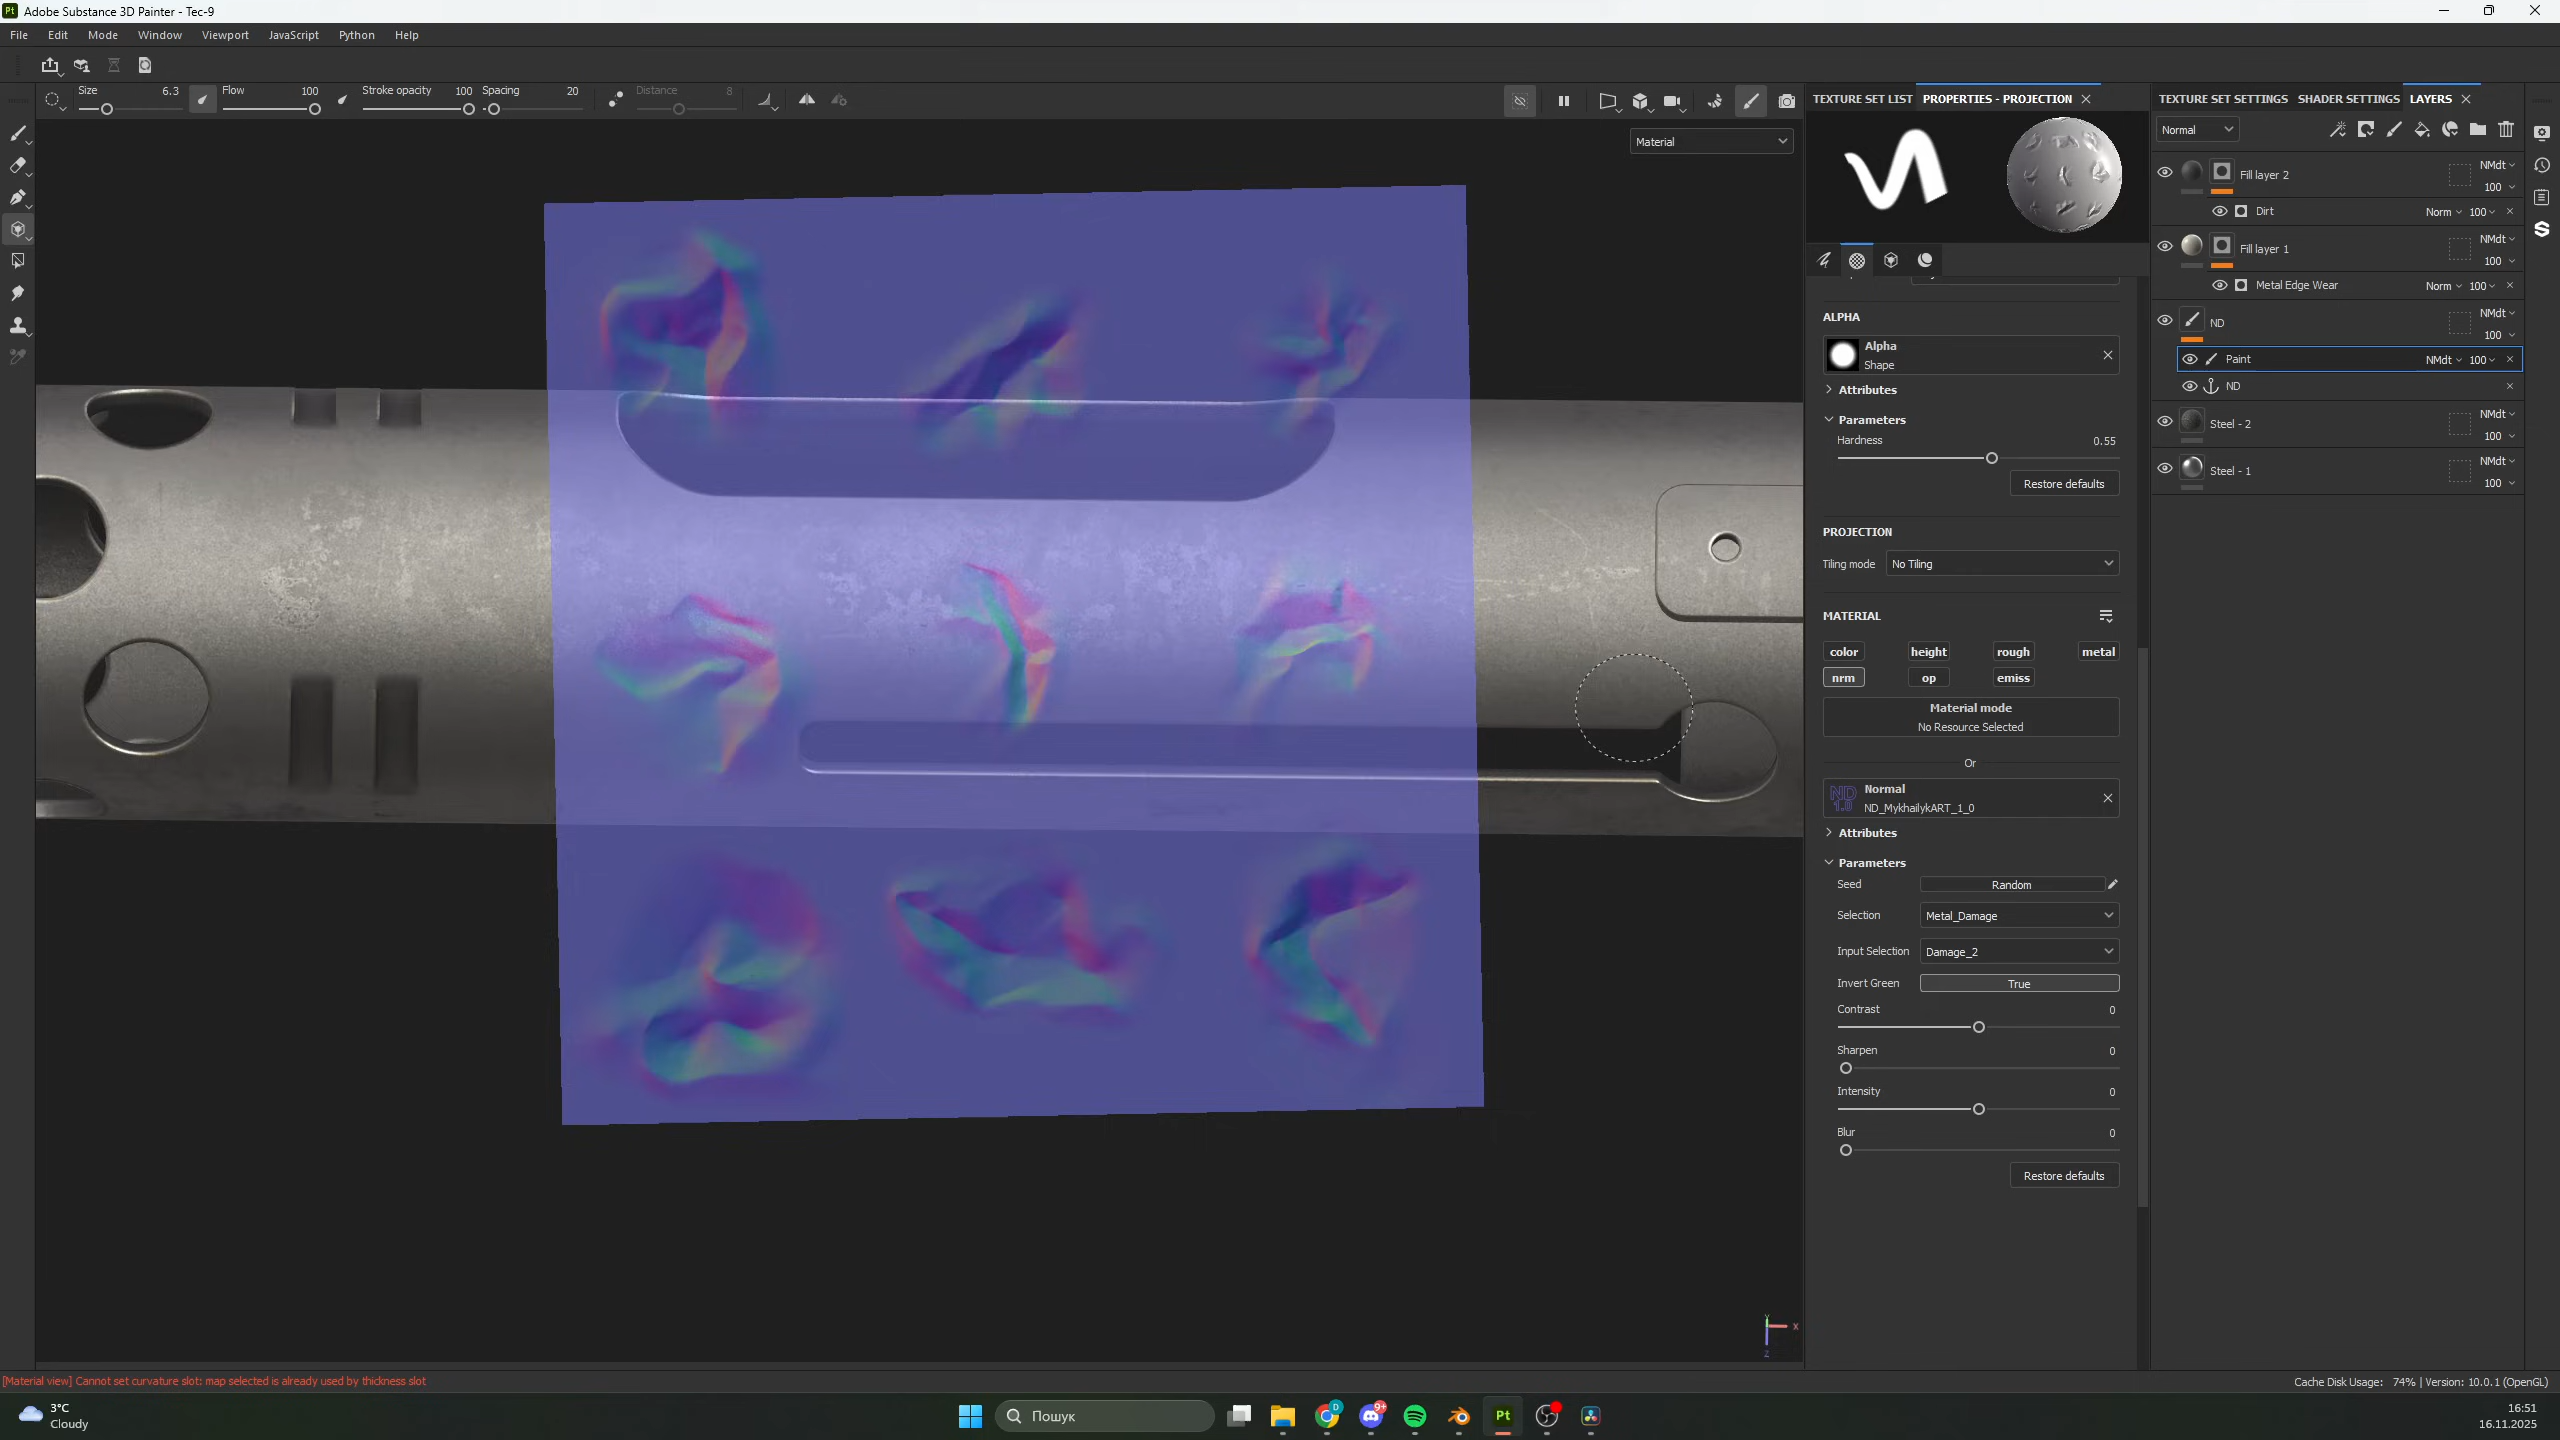 Adobe Substance 3D Painter - Tec-9
File Edit Mode Window Viewport JavaScript Python Help
Size 6.3 Flow 100 Stroke opacity 100 Spacing 20 Distance 8
Material
TEXTURE SET LIST PROPERTIES - PROJECTION
ALPHA
Alpha
Shape
Attributes
Parameters
Hardness 0.55
Restore defaults
PROJECTION
Tiling mode No Tiling
MATERIAL
color height rough metal
nrm op emiss
Material mode
No Resource Selected
Or
ND 1.0
Normal
ND_MykhailykART_1_0
Attributes
Parameters
Seed Random
Selection Metal_Damage
Input Selection Damage_2
Invert Green True
Contrast 0
Sharpen 0
Intensity 0
Blur 0
Restore defaults
TEXTURE SET SETTINGS SHADER SETTINGS LAYERS
Normal
Fill layer 2 NMdt 100
Dirt Norm 100
Fill layer 1 NMdt 100
Metal Edge Wear Norm 100
ND NMdt 100
Paint NMdt 100
ND
Steel - 2 NMdt 100
Steel - 1 NMdt 100
Y X Z
[Material view] Cannot set curvature slot: map selected is already used by thickness slot
Cache Disk Usage: 74% | Version: 10.0.1 (OpenGL)
3°C
Cloudy
Пошук
D
9+
Pt
16:51
16.11.2025